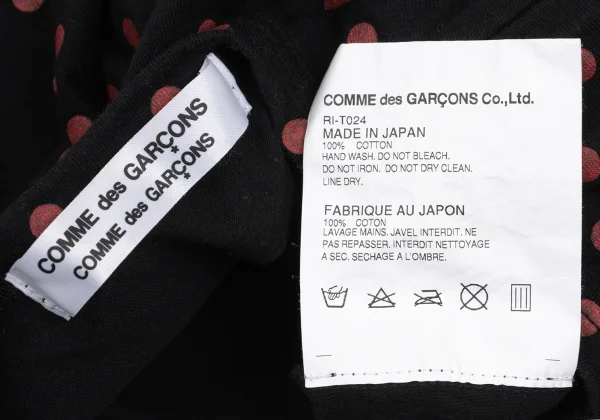 COMME des GARÇONS
COMME des GARÇONS
COMME des GARÇONS Co.,Ltd.
RI-T024
MADE IN JAPAN
100% COTTON
HAND WASH. DO NOT BLEACH.
DO NOT IRON. DO NOT DRY CLEAN.
LINE DRY.
FABRIQUE AU JAPON
100% COTON
LAVAGE MAINS. JAVEL INTERDIT. NE
PAS REPASSER. INTERDIT NETTOYAGE
A SEC. SECHAGE A L'OMBRE.